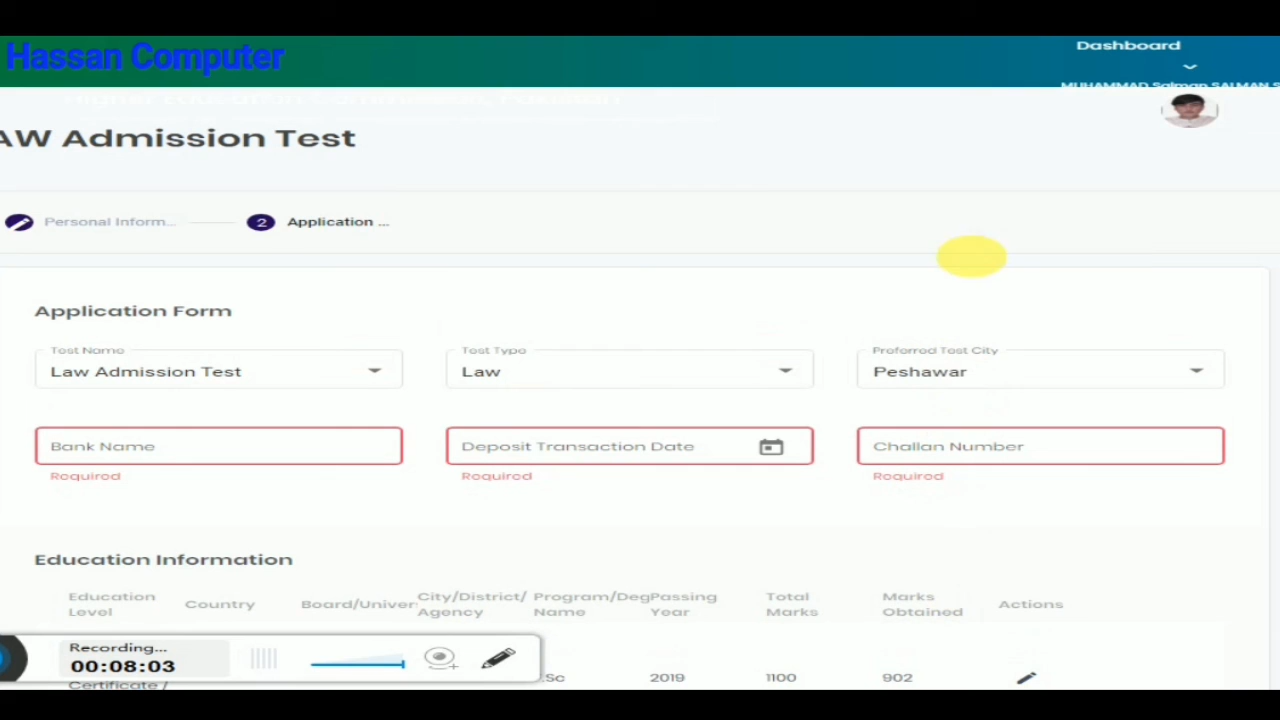 Hassan Computer
Dashboard
MUHAMMAD Salman SALMAN S
AW Admission Test
Personal Inform...
2 Application ...
Application Form
Test Name
Law Admission Test
Test Type
Law
Preferred Test City
Peshawar
Bank Name
Required
Deposit Transaction Date
Required
Challan Number
Required
Education Information
Education Level
Country
Board/Univer
City/District/
Agency
Program/Deg
Name
Passing
Year
Total
Marks
Marks
Obtained
Actions
Recording...
00:08:03
Certificate /
.Sc
2019
1100
902